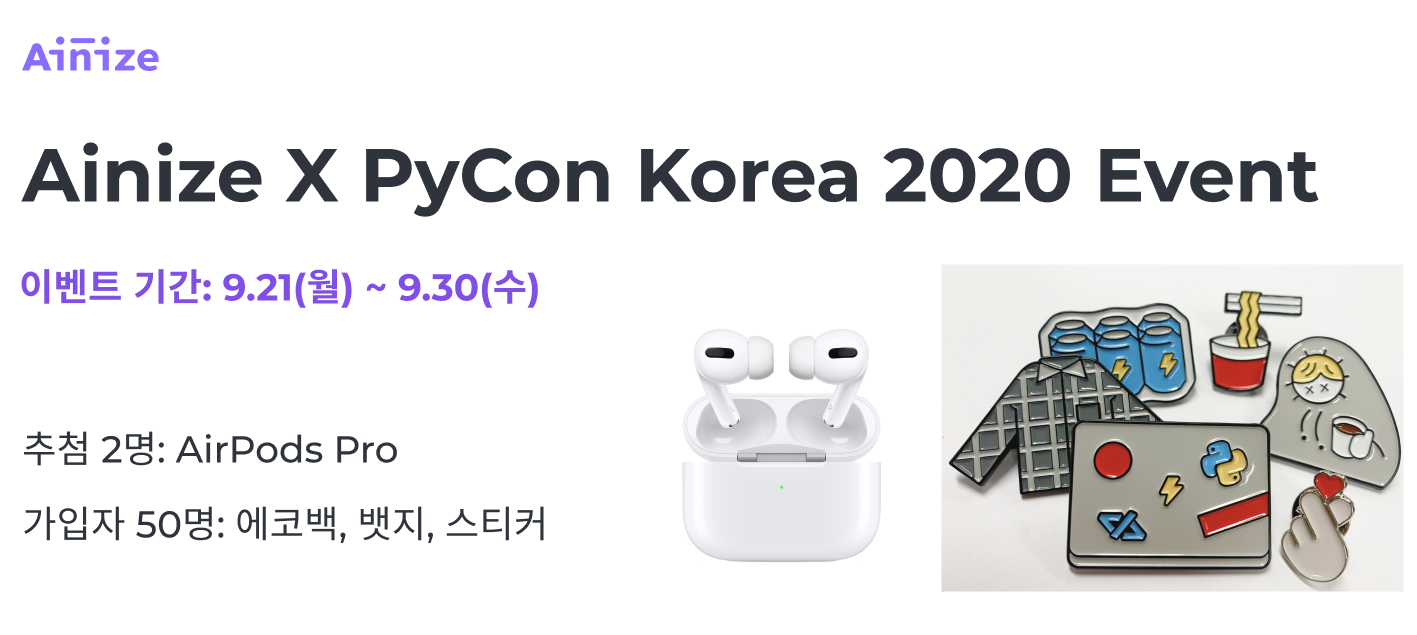 Ainize
Ainize X PyCon Korea 2020 Event
이벤트 기간: 9.21(월) ~ 9.30(수)
추첨 2명: AirPods Pro
가입자 50명: 에코백, 뱃지, 스티커